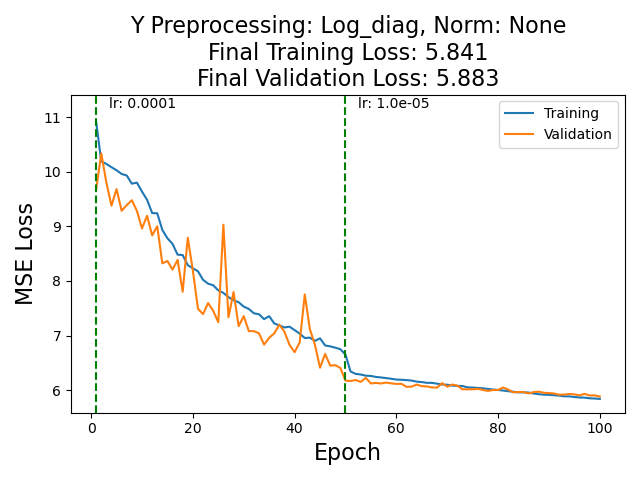 Y Preprocessing: Log_diag, Norm: None
Final Training Loss: 5.841
Final Validation Loss: 5.883
lr: 0.0001
lr: 1.0e-05
Training
Validation
MSE Loss
11
10
9
8
7
6
0
20
40
60
80
100
Epoch